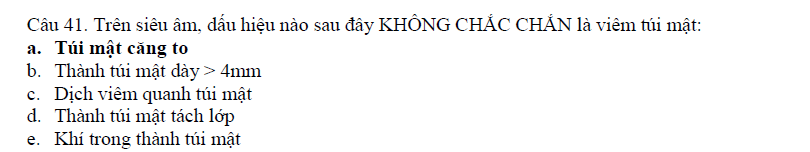 Câu 41. Trên siêu âm, dấu hiệu nào sau đây KHÔNG CHẮC CHẮN là viêm túi mật:
a. Túi mật căng to
b. Thành túi mật dày > 4mm
c. Dịch viêm quanh túi mật
d. Thành túi mật tách lớp
e. Khí trong thành túi mật